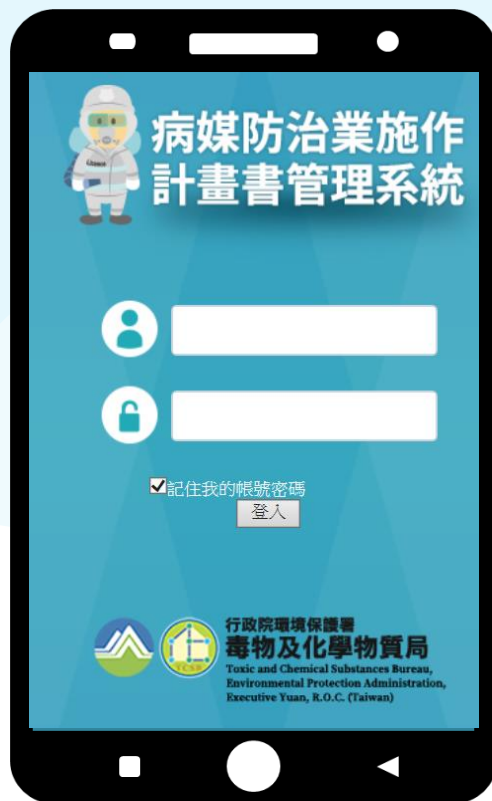 病媒防治業施作
計畫書管理系統
記住我的帳號密碼
登入
行政院環境保護署
毒物及化學物質局
Toxic and Chemical Substances Bureau,
Environmental Protection Administration,
Executive Yuan, R.O.C. (Taiwan)
TCSB